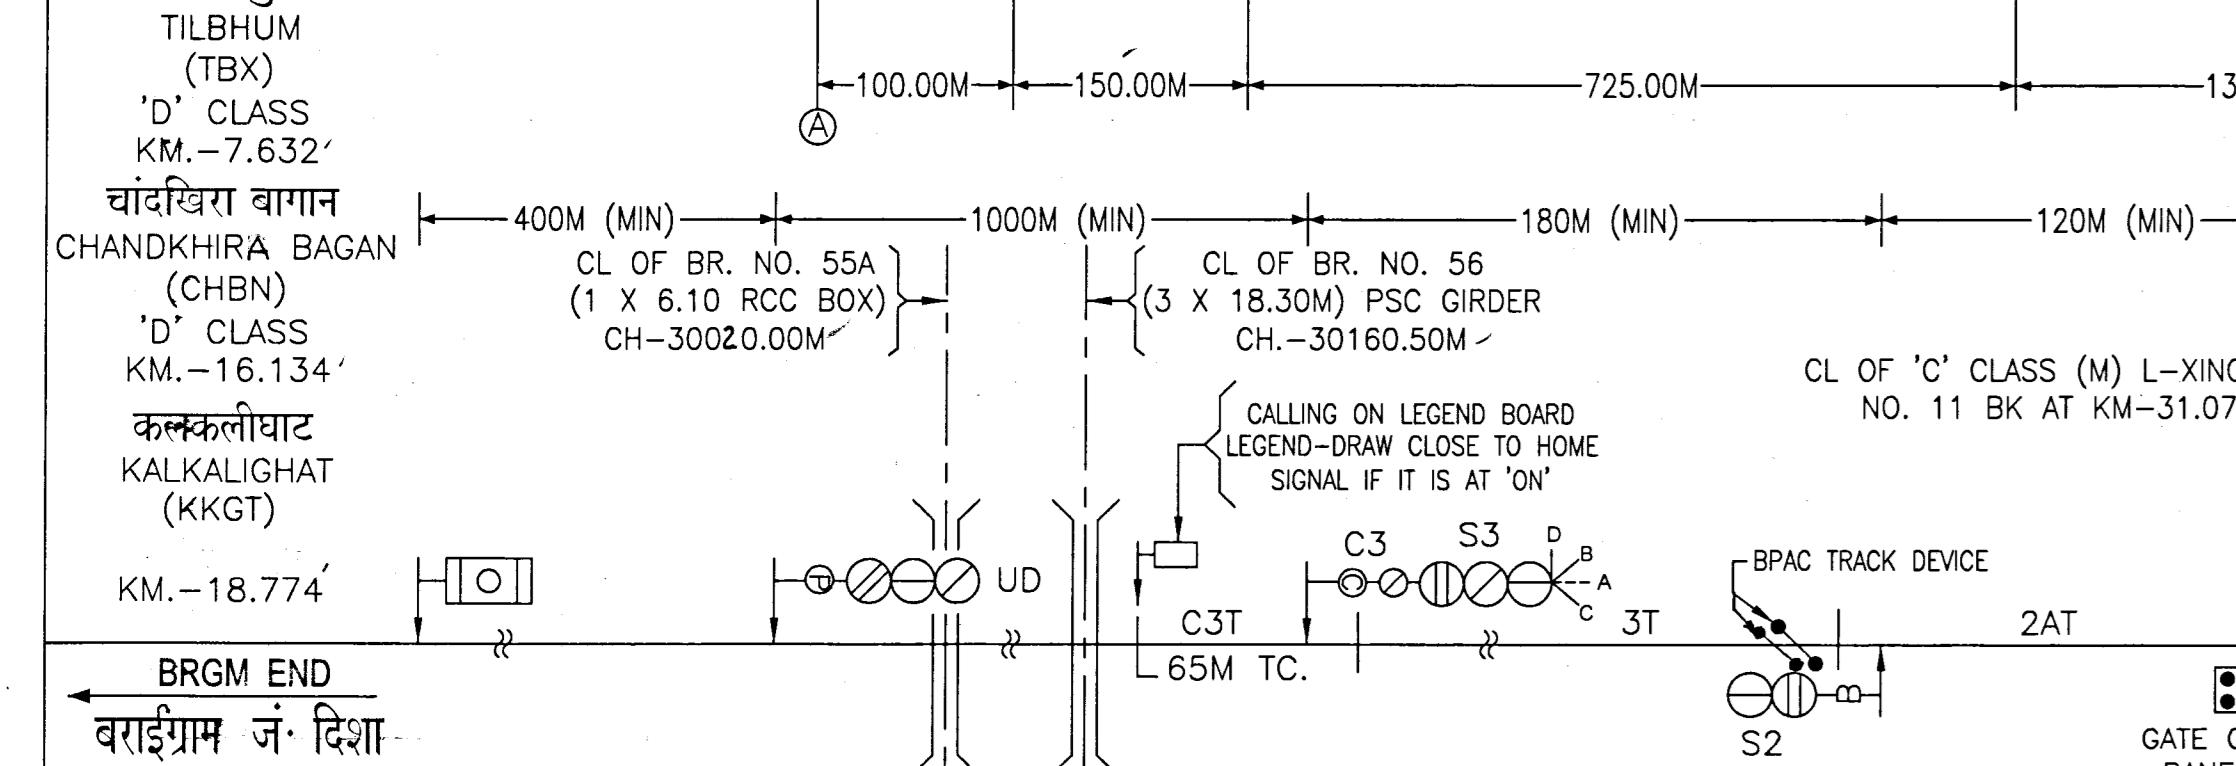 TILBHUM
(TBX)
'D' CLASS
KM.-7.632
चांदखिरा बागान
CHANDKHIRA BAGAN
(CHBN)
'D' CLASS
KM.-16.134
कलकलीघाट
KALKALIGHAT
(KKGT)
KM.-18.774
BRGM END
बराईग्राम जं॰ दिशा
100.00M 150.00M 725.00M 13
A
400M (MIN) 1000M (MIN) 180M (MIN) 120M (MIN)
CL OF BR. NO. 55A
(1 X 6.10 RCC BOX)
CH-30020.00M
CL OF BR. NO. 56
(3 X 18.30M) PSC GIRDER
CH.-30160.50M
CL OF 'C' CLASS (M) L-XING
NO. 11 BK AT KM-31.07
CALLING ON LEGEND BOARD
LEGEND-DRAW CLOSE TO HOME
SIGNAL IF IT IS AT 'ON'
P UD
C3 S3
C
D
B
A
C
BPAC TRACK DEVICE
C3T 3T 2AT
65M TC.
B
S2
GATE